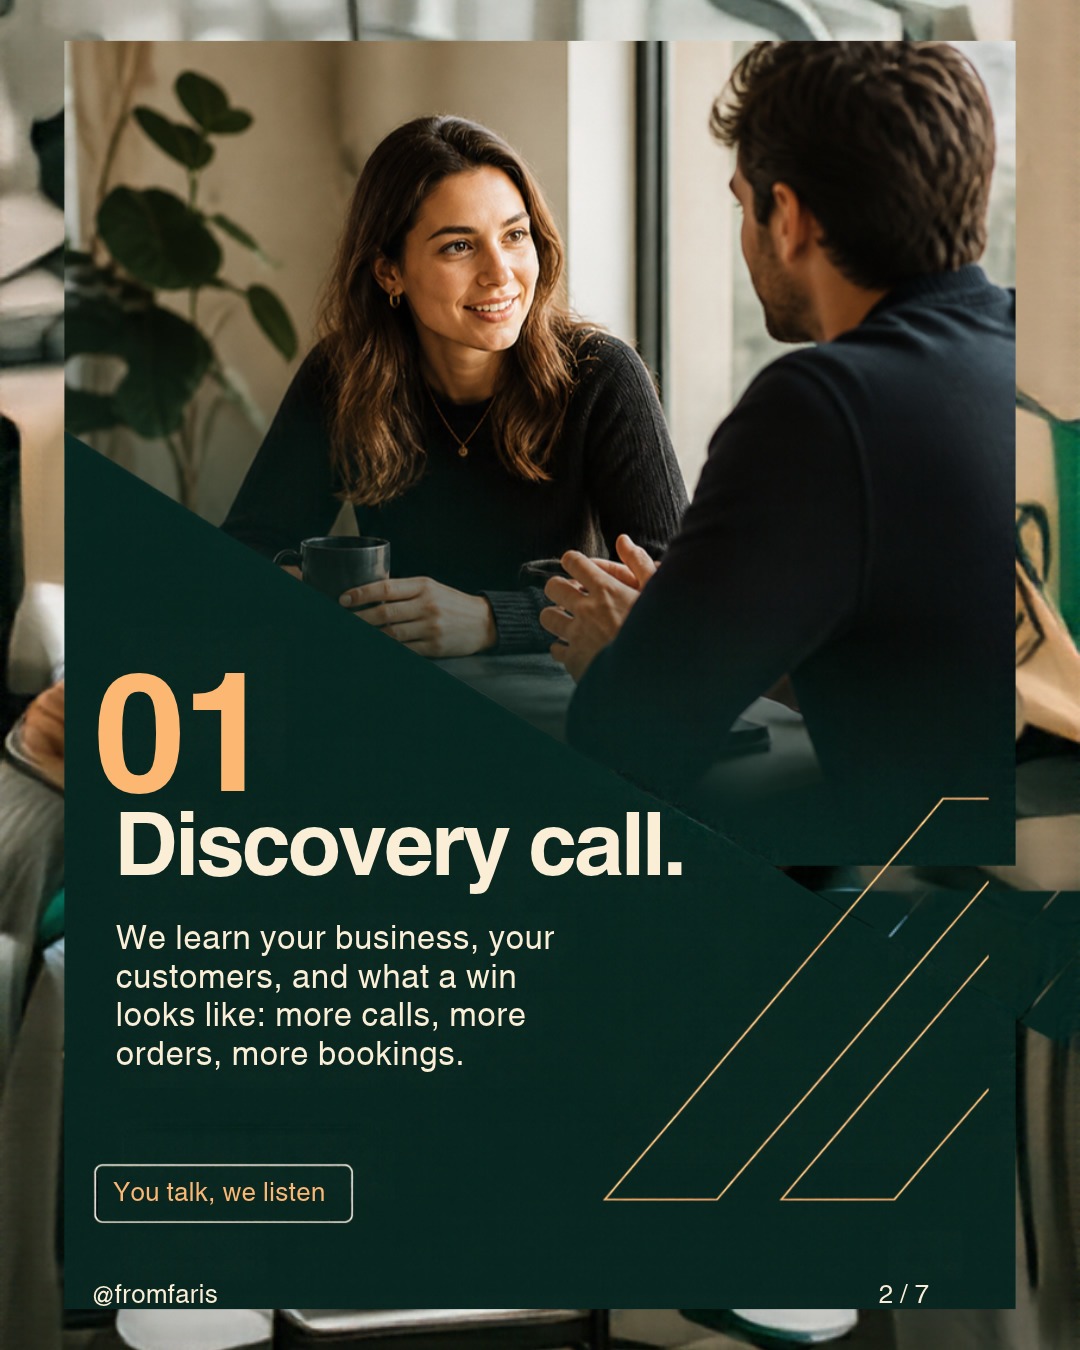 01
Discovery call.
We learn your business, your
customers, and what a win
looks like: more calls, more
orders, more bookings.
You talk, we listen
@fromfaris
2 / 7